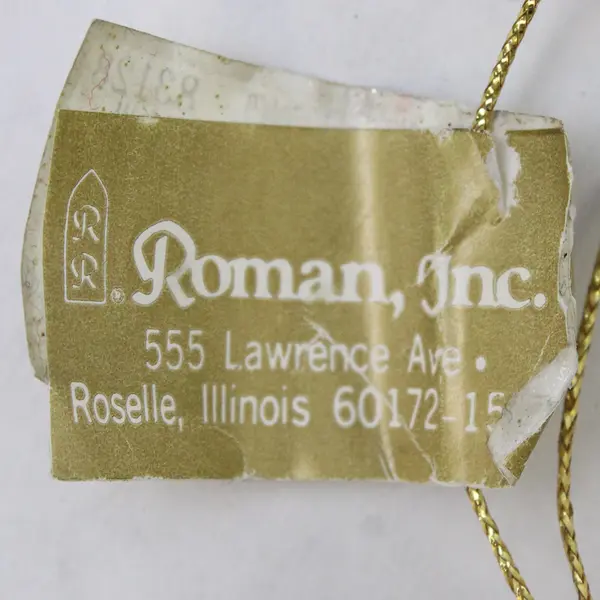 RR® Roman, Inc.
555 Lawrence Ave •
Roselle, Illinois 60172-15